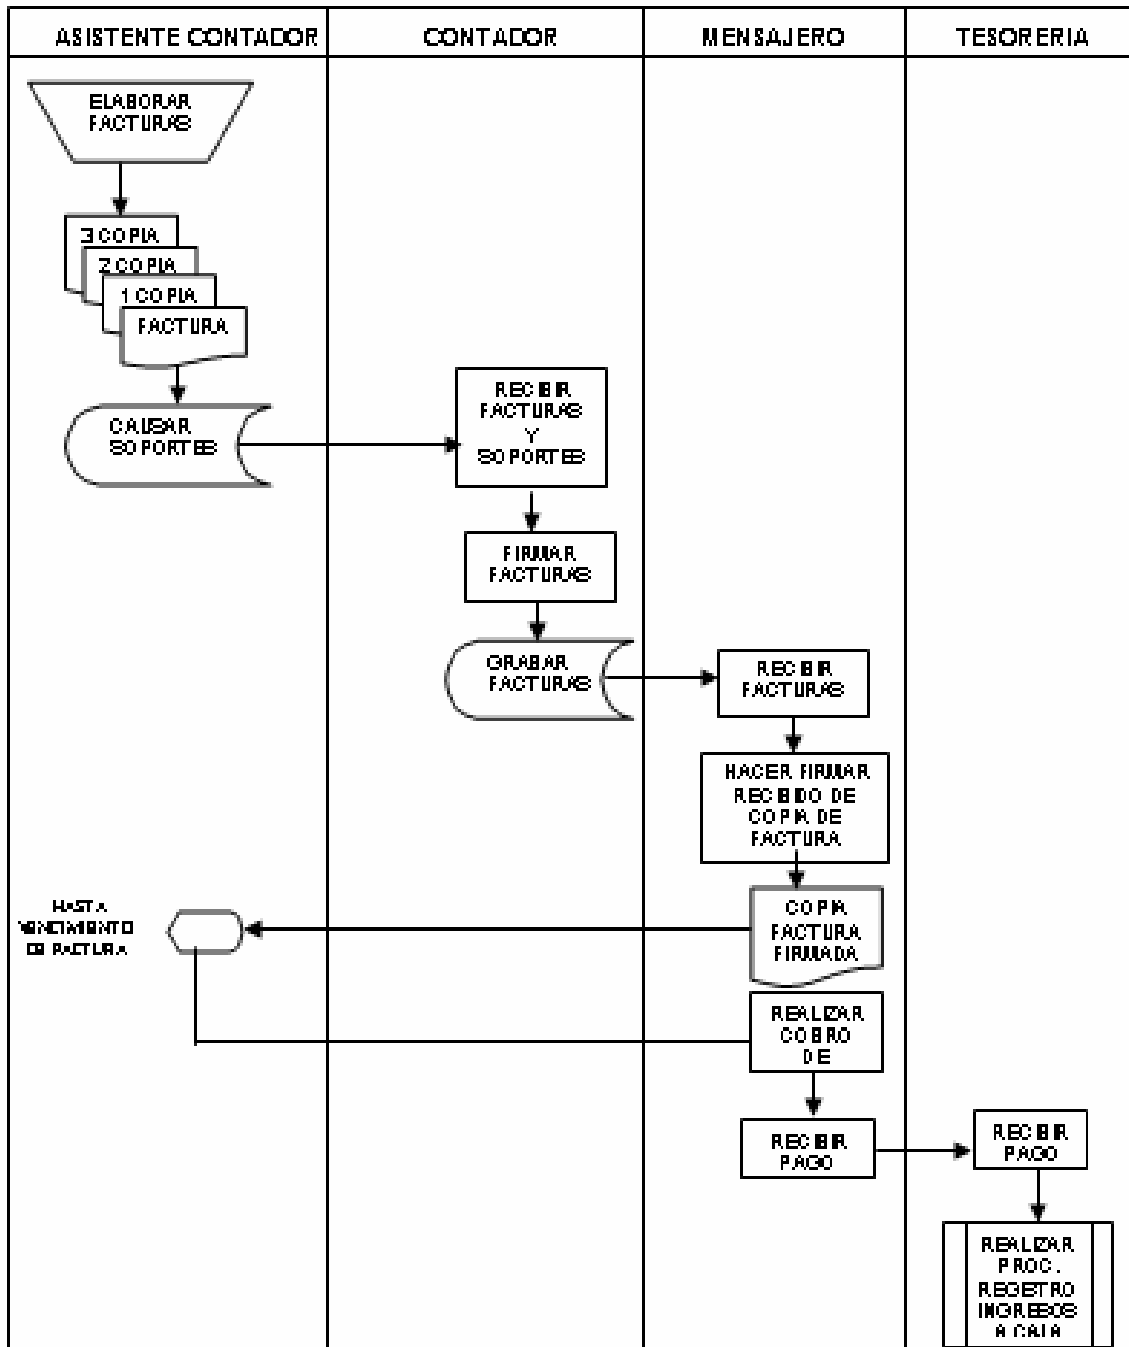 ASISTENTE CONTADOR
CONTADOR
MENSAJERO
TESORERIA
ELABORAR
FACTURAS
3 COPIA
2 COPIA
1 COPIA
FACTURA
CAUSAR
SOPORTES
RECIBIR
FACTURAS
Y
SOPORTES
FIRMAR
FACTURAS
GRABAR
FACTURAS
RECIBIR
FACTURAS
HACER FIRMAR
RECIBIDO DE
COPIA DE
FACTURA
HASTA
VENCIMIENTO
DE FACTURA
COPIA
FACTURA
FIRMADA
REALIZAR
COBRO
DE
RECIBIR
PAGO
RECIBIR
PAGO
REALIZAR
PROC.
REGISTRO
INGRESOS
A CAJA